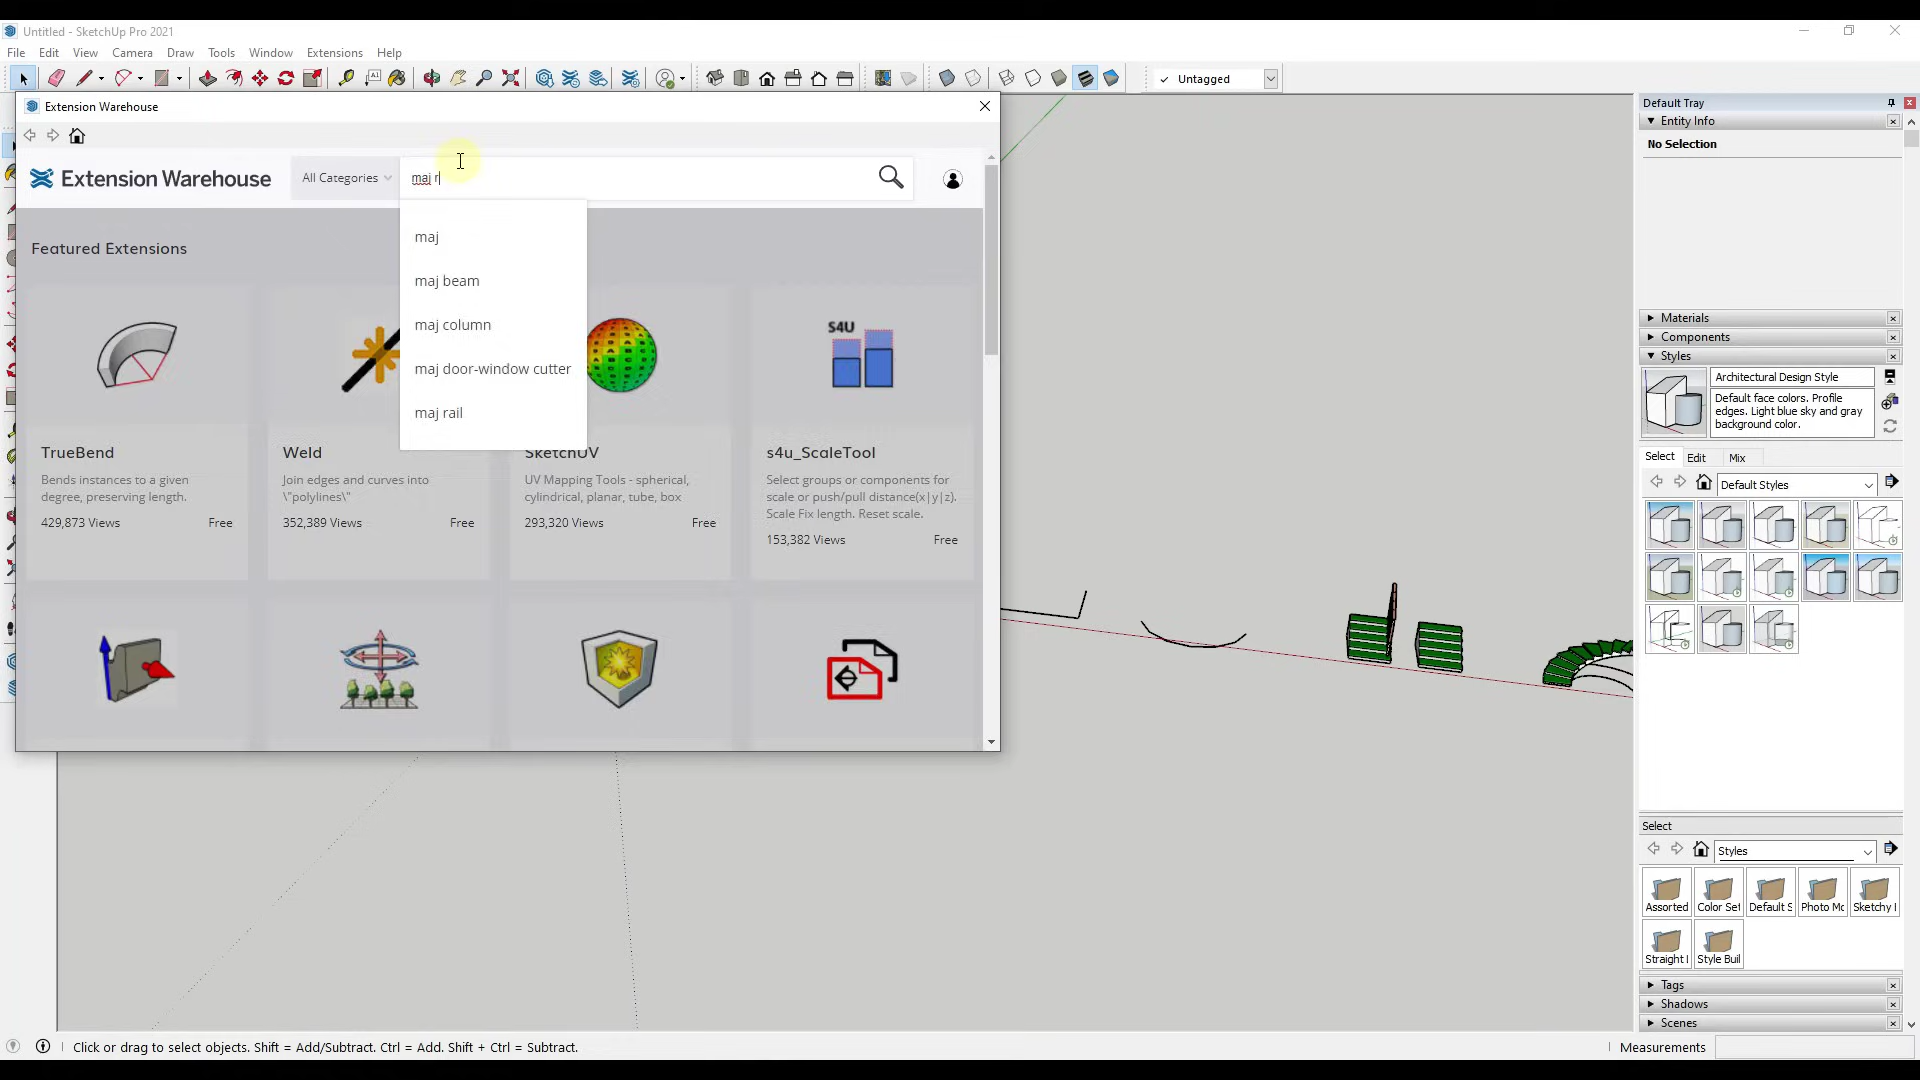 Untitled - SketchUp Pro 2021
File Edit View Camera Draw Tools Window Extensions Help
Untagged
Extension Warehouse
Extension Warehouse
All Categories
maj r
maj
maj beam
maj column
maj door-window cutter
maj rail
Featured Extensions
S4U
TrueBend
Bends instances to a given
degree, preserving length.
429,873 Views Free
Weld
Join edges and curves into
\"polylines\"
352,389 Views Free
SketchUV
UV Mapping Tools - spherical,
cylindrical, planar, tube, box
293,320 Views Free
s4u_ScaleTool
Select groups or components for
scale or push/pull distance(x|y|z).
Scale Fix length. Reset scale.
153,382 Views Free
Default Tray
Entity Info
No Selection
Materials
Components
Styles
Architectural Design Style
Default face colors. Profile
edges. Light blue sky and gray
background color.
Select Edit Mix
Default Styles
Select
Styles
Assorted Color Set Default S Photo Mo Sketchy I
Straight I Style Buil
Tags
Shadows
Scenes
Click or drag to select objects. Shift = Add/Subtract. Ctrl = Add. Shift + Ctrl = Subtract.
Measurements